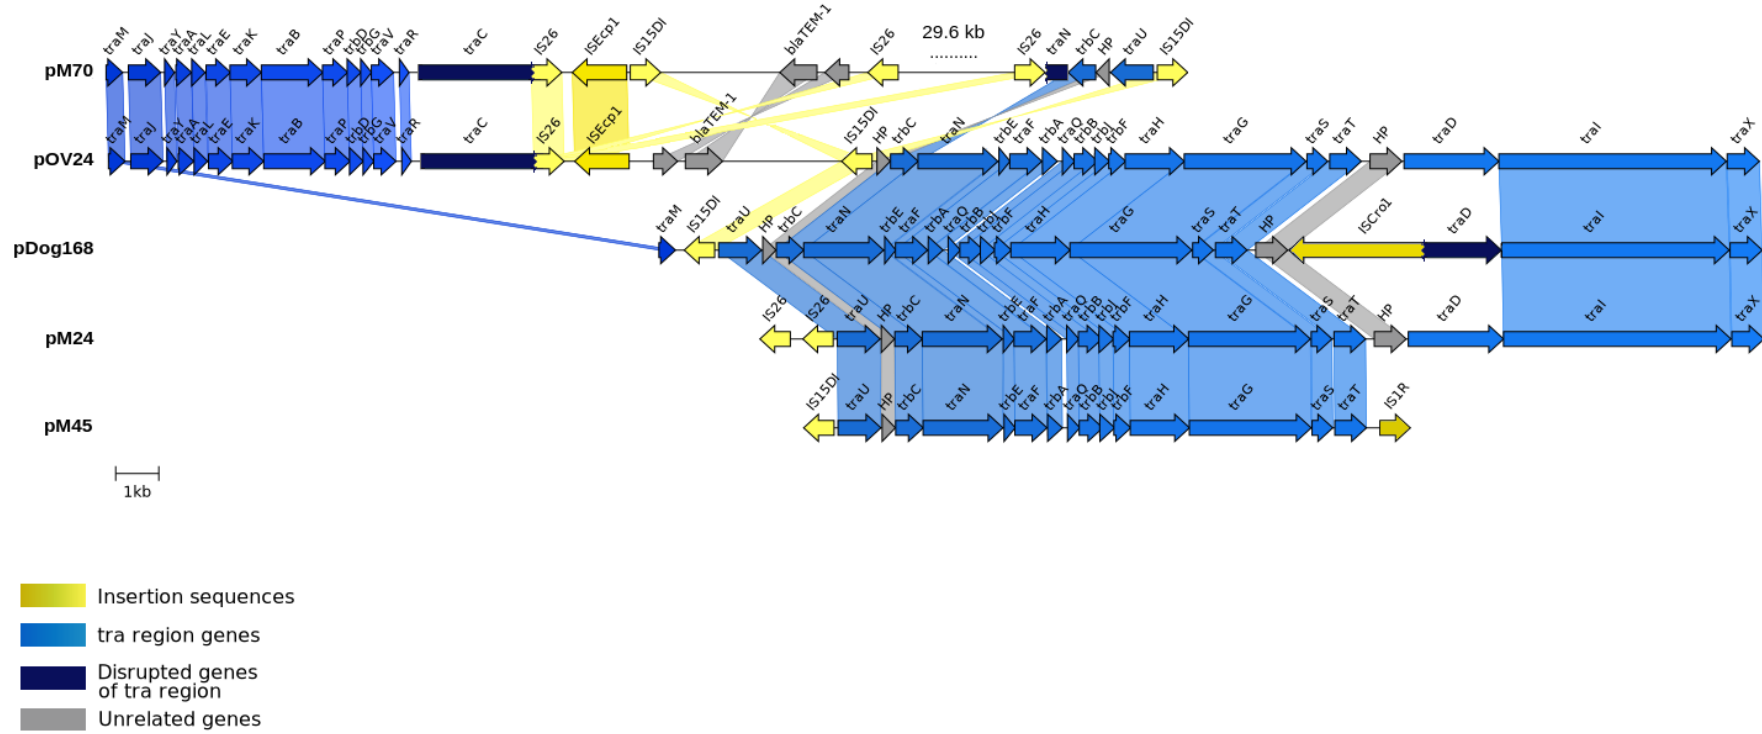 traM traJ traY traA traL traE traK traB traP trbD trbG traV traR traC IS26 ISEcp1 IS15DI blaTEM-1 IS26 29.6 kb IS26 traN trbC HP traU IS15DI
pM70
traM traJ traY traA traL traE traK traB traP trbD trbG traV traR traC IS26 ISEcp1 blaTEM-1 IS15DI HP trbC traN trbE traF trbA traQ trbB trbJ trbF traH traG traS traT HP traD traI traX
pOV24
traM IS15DI traU HP trbC traN trbE traF trbA traQ trbB trbJ trbF traH traG traS traT HP ISCro1 traD traI traX
pDog168
IS26 IS26 traU HP trbC traN trbE traF trbA traQ trbB trbJ trbF traH traG traS traT HP traD traI traX
pM24
IS15DI traU HP trbC traN trbE traF trbA traQ trbB trbJ trbF traH traG traS traT IS1R
pM45
1kb
Insertion sequences
tra region genes
Disrupted genes
of tra region
Unrelated genes